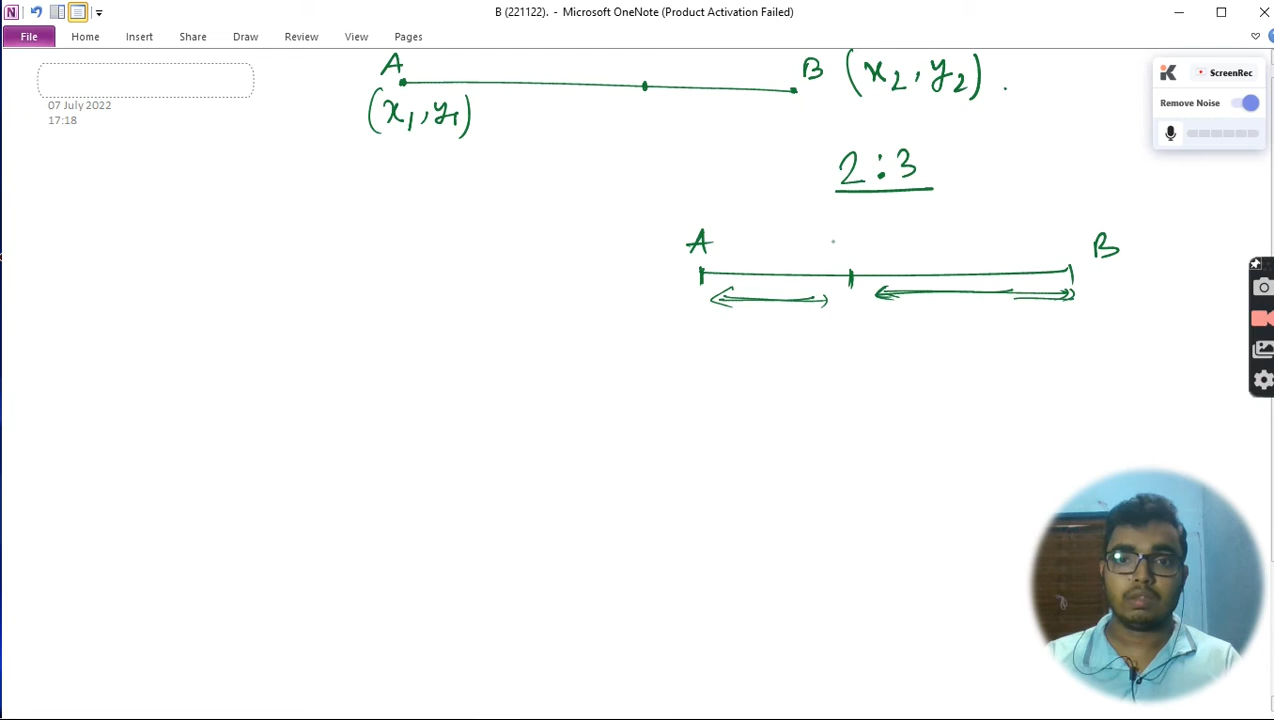 B (221122). - Microsoft OneNote (Product Activation Failed)
File Home Insert Share Draw Review View Pages
07 July 2022
17:18
ScreenRec
Remove Noise
A
B (x₂, y₂).
(x₁, y₁)
2:3
A B